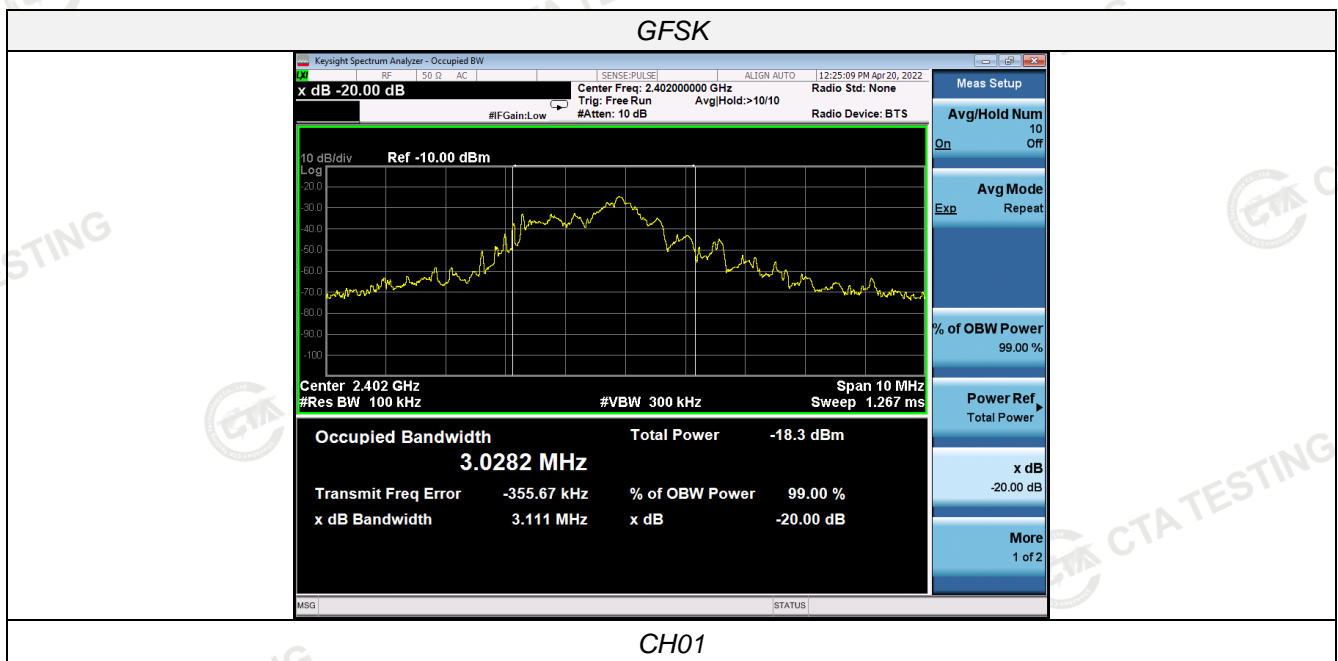 GFSK
Keysight Spectrum Analyzer - Occupied BW
LXI RF 50 Ω AC SENSE:PULSE ALIGN AUTO 12:25:09 PM Apr 20, 2022
x dB -20.00 dB
Center Freq: 2.402000000 GHz Radio Std: None
Trig: Free Run Avg|Hold:>10/10
#IFGain:Low #Atten: 10 dB Radio Device: BTS
10 dB/div Ref -10.00 dBm
Log
-20.0
-30.0
-40.0
-50.0
-60.0
-70.0
-80.0
-90.0
-100
Center 2.402 GHz Span 10 MHz
#Res BW 100 kHz #VBW 300 kHz Sweep 1.267 ms
Occupied Bandwidth Total Power -18.3 dBm
3.0282 MHz
Transmit Freq Error -355.67 kHz % of OBW Power 99.00 %
x dB Bandwidth 3.111 MHz x dB -20.00 dB
MSG STATUS
Meas Setup
Avg/Hold Num
10
On Off
Avg Mode
Exp Repeat
% of OBW Power
99.00 %
Power Ref
Total Power
x dB
-20.00 dB
More
1 of 2
CH01
STING
CTA
CTA
CTA TESTING